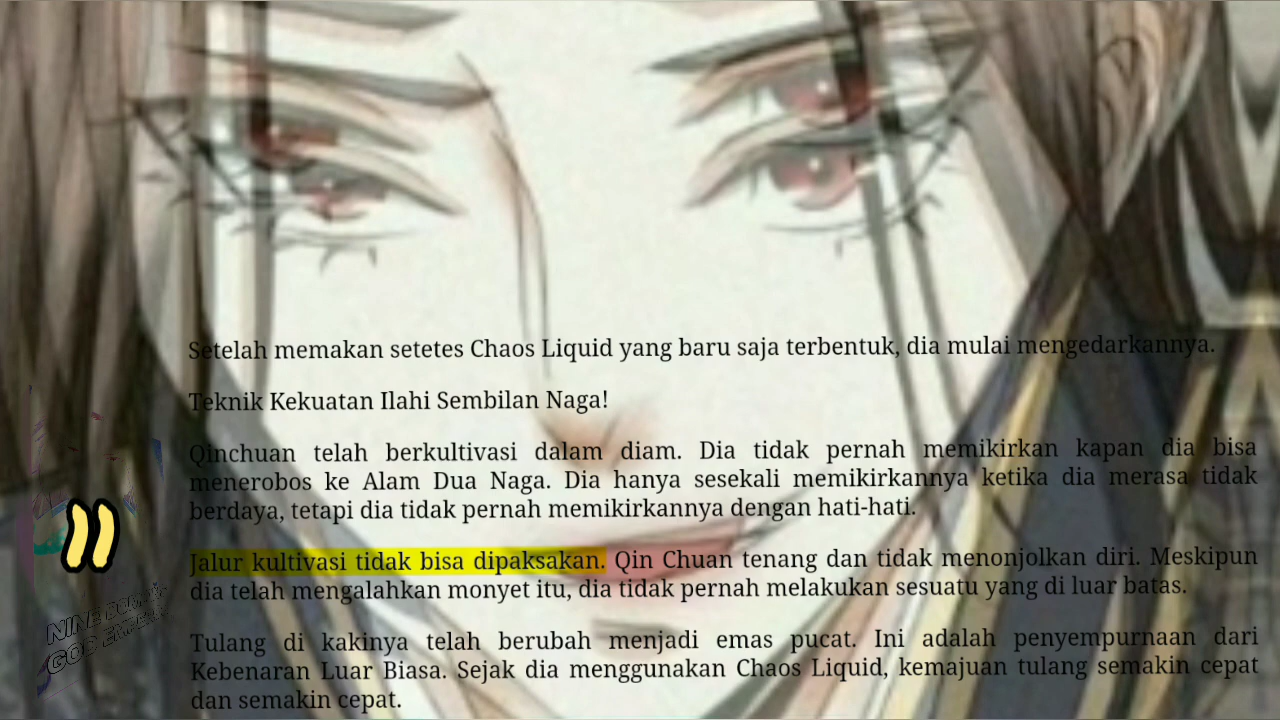 Setelah memakan setetes Chaos Liquid yang baru saja terbentuk, dia mulai mengedarkannya.
Teknik Kekuatan Ilahi Sembilan Naga!
Qinchuan telah berkultivasi dalam diam. Dia tidak pernah memikirkan kapan dia bisa
menerobos ke Alam Dua Naga. Dia hanya sesekali memikirkannya ketika dia merasa tidak
berdaya, tetapi dia tidak pernah memikirkannya dengan hati-hati.
Jalur kultivasi tidak bisa dipaksakan. Qin Chuan tenang dan tidak menonjolkan diri. Meskipun
dia telah mengalahkan monyet itu, dia tidak pernah melakukan sesuatu yang di luar batas.
Tulang di kakinya telah berubah menjadi emas pucat. Ini adalah penyempurnaan dari
Kebenaran Luar Biasa. Sejak dia menggunakan Chaos Liquid, kemajuan tulang semakin cepat
dan semakin cepat.
NINE
GOD